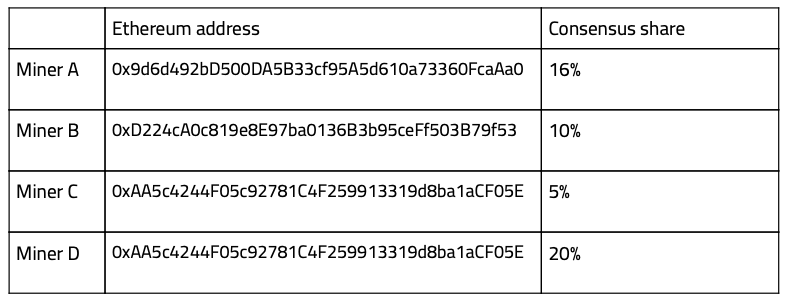 Ethereum address Consensus share
Miner A 0x9d6d492bD500DA5B33cf95A5d610a73360FcaAa0 16%
Miner B 0xD224cA0c819e8E97ba0136B3b95ceFf503B79f53 10%
Miner C 0xAA5c4244F05c92781C4F259913319d8ba1aCF05E 5%
Miner D 0xAA5c4244F05c92781C4F259913319d8ba1aCF05E 20%